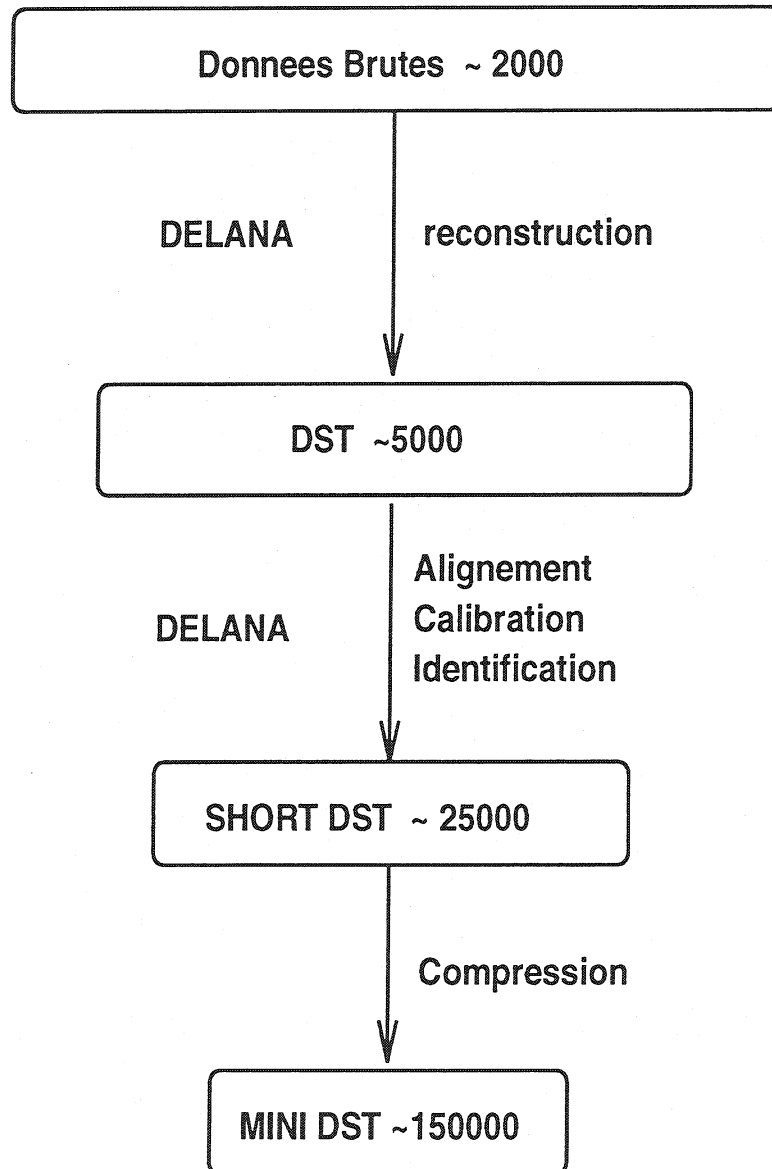 Donnees Brutes ~ 2000
DELANA
reconstruction
DST ~5000
DELANA
Alignement
Calibration
Identification
SHORT DST ~ 25000
Compression
MINI DST ~150000